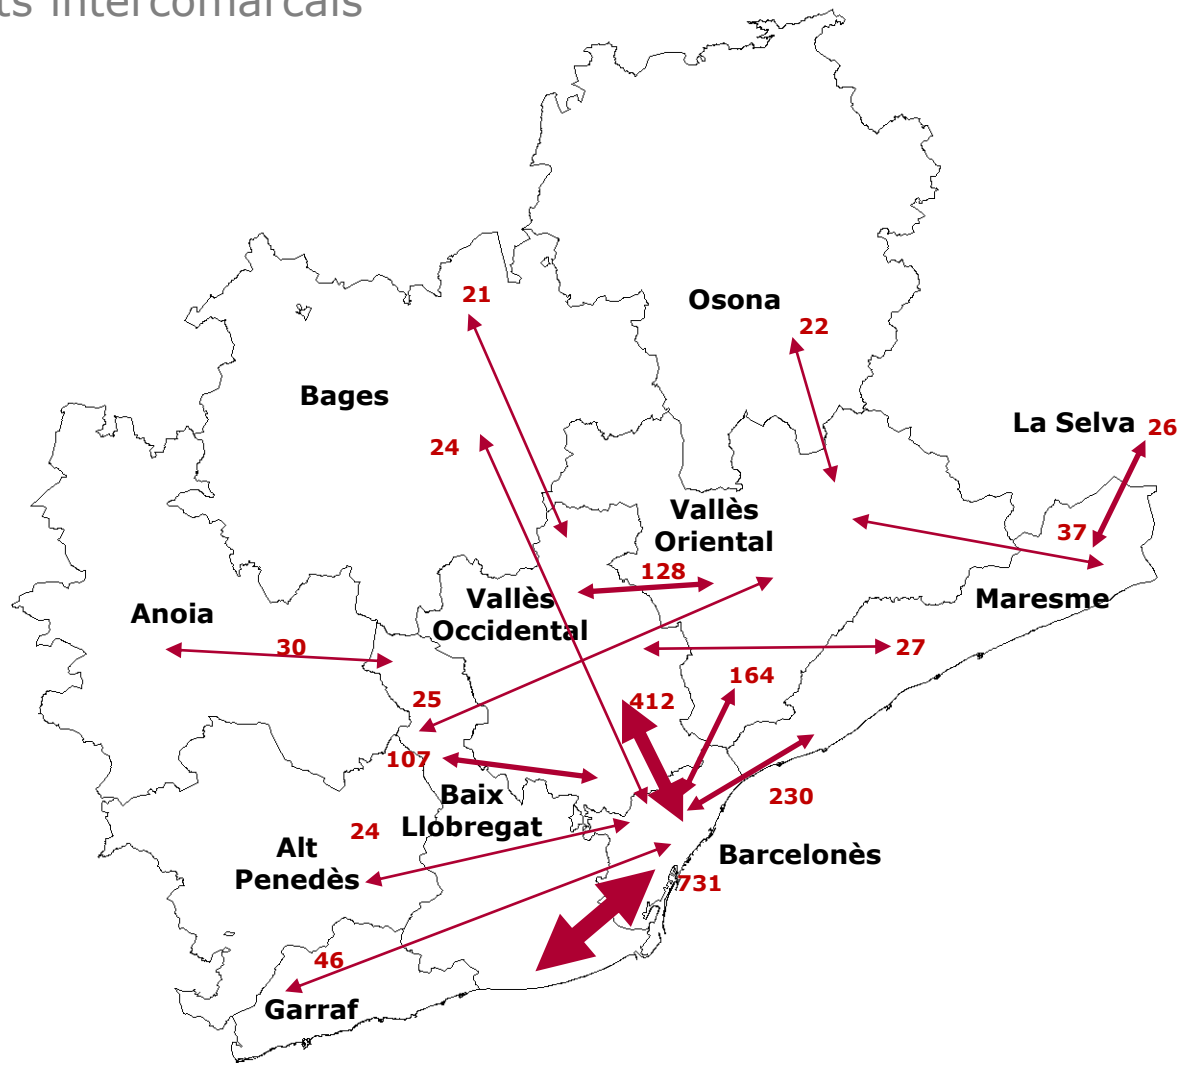 ts intercomarcals
21
Osona
22
Bages
La Selva
26
24
Vallès
Oriental
37
128
Vallès
Occidental
Maresme
Anoia
30
27
164
25
412
107
Baix
Llobregat
230
24
Alt
Penedès
Barcelonès
731
46
Garraf